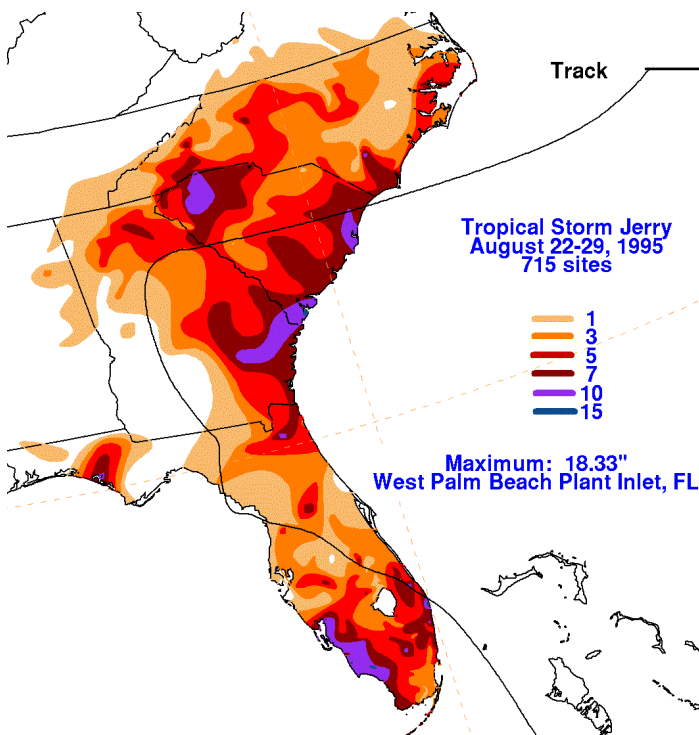 Track
Tropical Storm Jerry
August 22-29, 1995
715 sites
1
3
5
7
10
15
Maximum: 18.33"
West Palm Beach Plant Inlet, FL